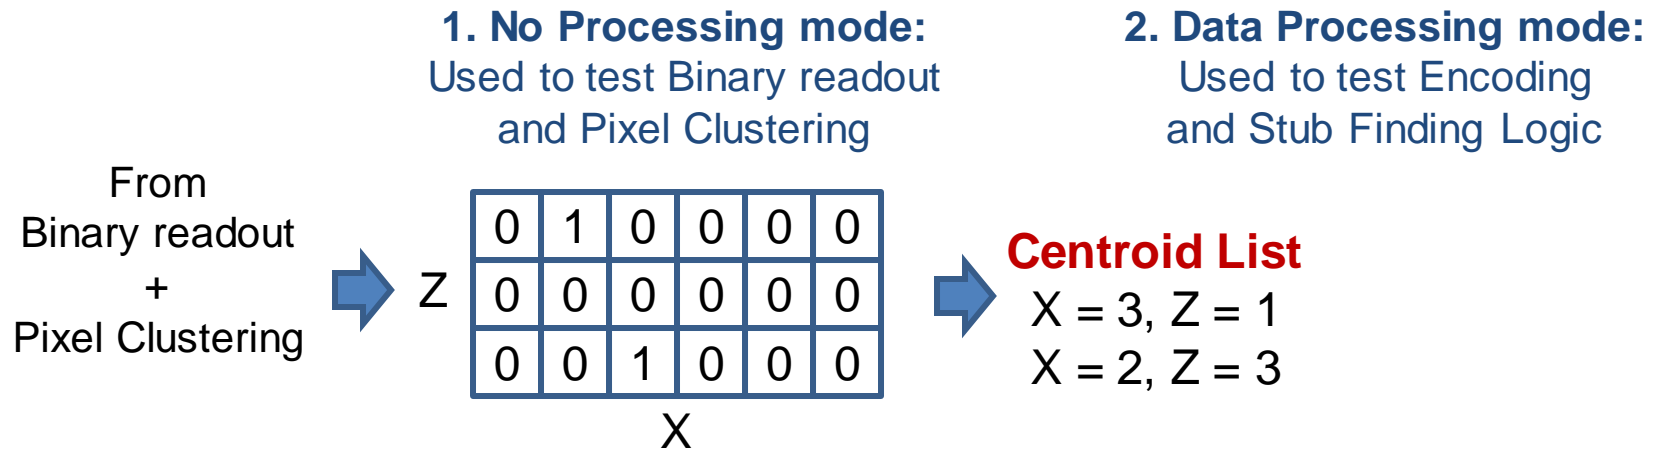 1. No Processing mode:
Used to test Binary readout
and Pixel Clustering
2. Data Processing mode:
Used to test Encoding
and Stub Finding Logic
From
Binary readout
+
Pixel Clustering
Z
0 1 0 0 0 0
0 0 0 0 0 0
0 0 1 0 0 0
X
Centroid List
X = 3, Z = 1
X = 2, Z = 3